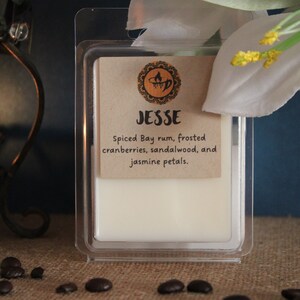 JESSE
Spiced Bay rum, frosted
cranberries, sandalwood, and
jasmine petals.